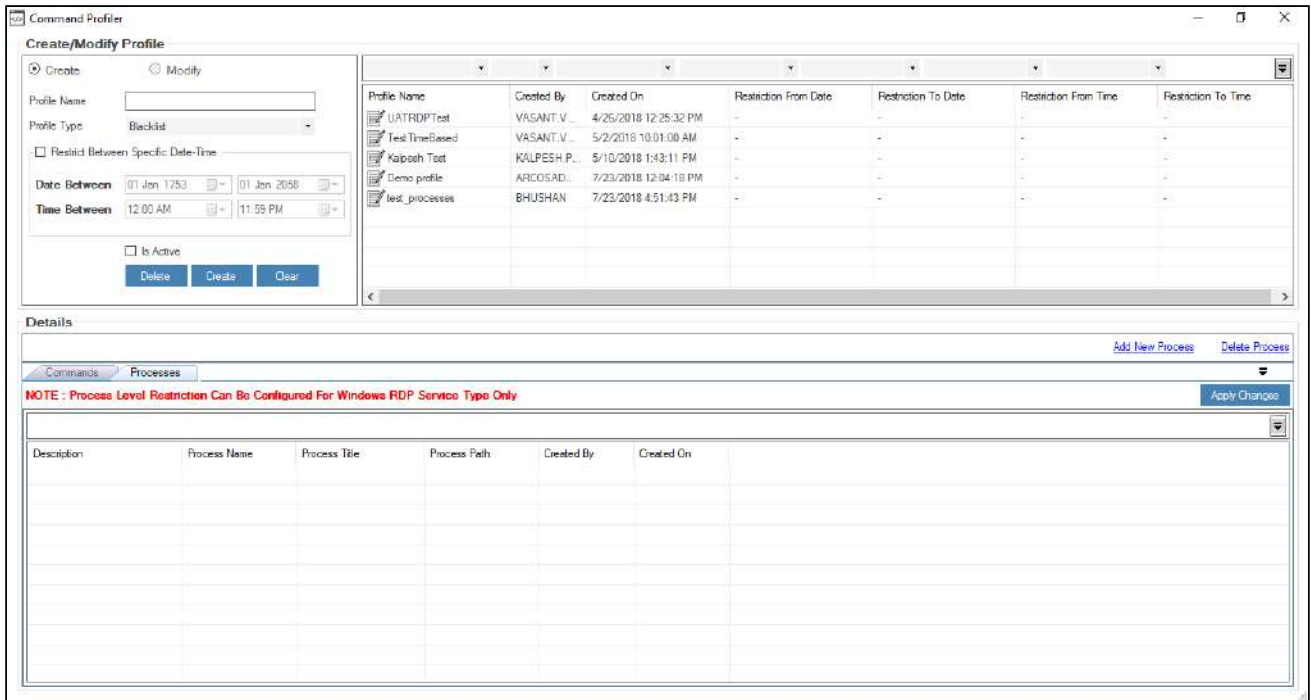 Command Profiler
Create/Modify Profile
Create Modify
Profile Name
Profile Type Blacklist
Restrict Between Specific Date-Time
Date Between 01 Jan 1753 01 Jan 2058
Time Between 12:00 AM 11:59 PM
Is Active
Delete Create Clear
Profile Name Created By Created On Restriction From Date Restriction To Date Restriction From Time Restriction To Time
UATRDPTest VASANT.V... 4/26/2018 12:25:32 PM - - - -
TestTimeBased VASANT.V... 5/2/2018 10:01:00 AM - - - -
Kalpesh Test KALPESH.P... 5/10/2018 1:43:11 PM - - - -
Demo profile ARCOSAD... 7/23/2018 12:04:18 PM - - - -
test_processes BHUSHAN 7/23/2018 4:51:43 PM - - - -
Details
Add New Process Delete Process
Commands Processes
NOTE : Process Level Restriction Can Be Configured For Windows RDP Service Type Only
Apply Changes
Description Process Name Process Title Process Path Created By Created On